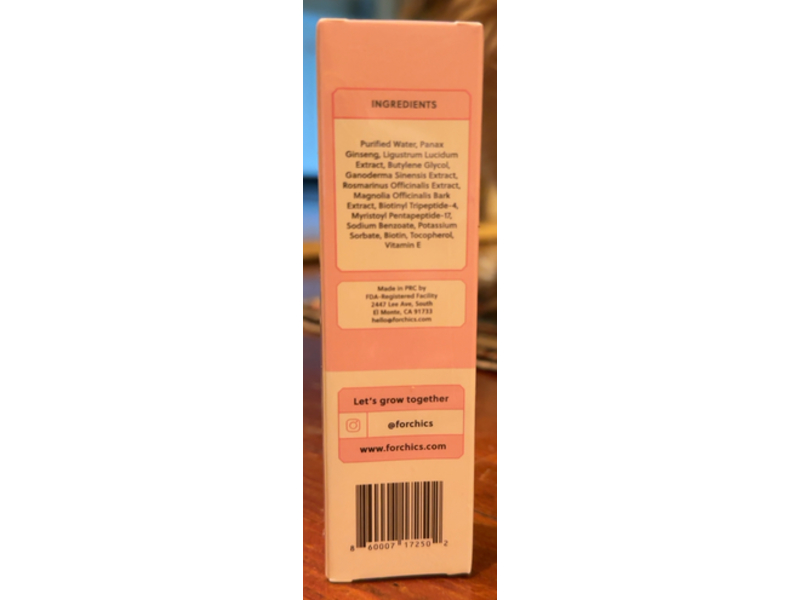 INGREDIENTS
Purified Water, Panax
Ginseng, Ligustrum Lucidum
Extract, Butylene Glycol,
Ganoderma Sinensis Extract,
Rosmarinus Officinalis Extract,
Magnolia Officinalis Bark
Extract, Biotinyl Tripeptide-4,
Myristoyl Pentapeptide-17,
Sodium Benzoate, Potassium
Sorbate, Biotin, Tocopherol,
Vitamin E
Made in PRC by
FDA-Registered Facility
2447 Lee Ave, South
El Monte, CA 91733
hello@forchics.com
Let's grow together
@forchics
www.forchics.com
8 60007 17250 2